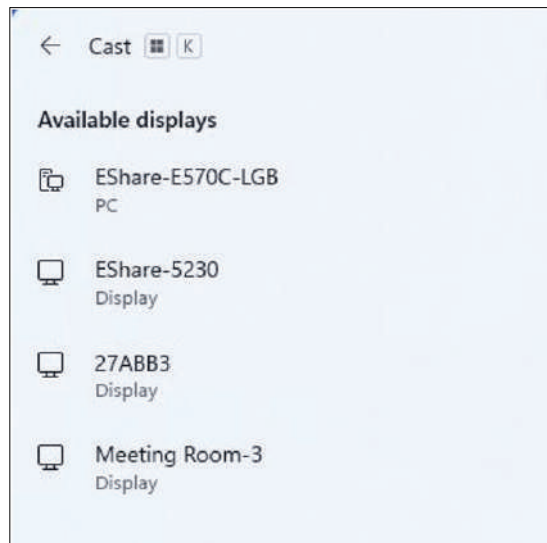 Cast K
Available displays
EShare-E570C-LGB
PC
EShare-5230
Display
27ABB3
Display
Meeting Room-3
Display